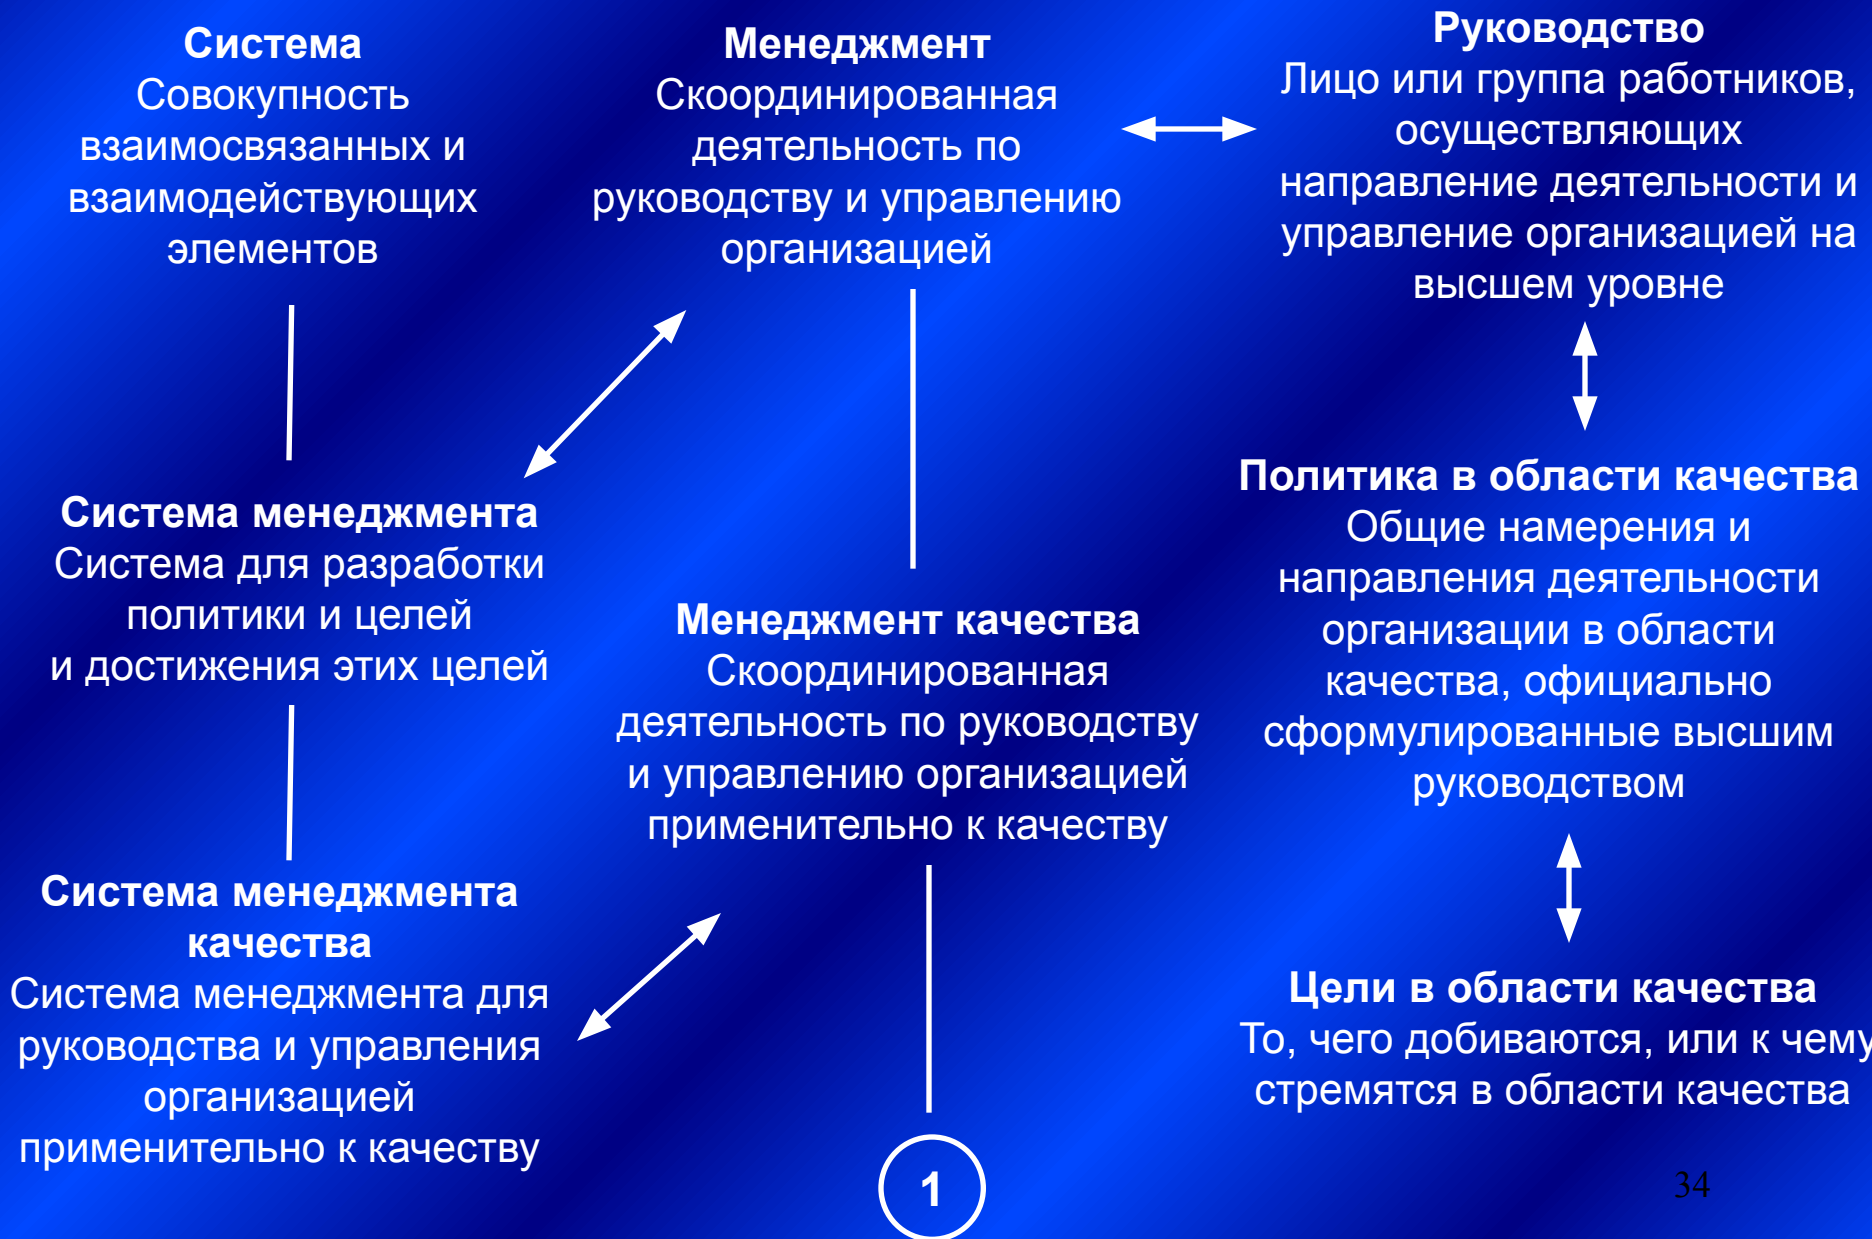 Система
Совокупность
взаимосвязанных и
взаимодействующих
элементов
Менеджмент
Скоординированная
деятельность по
руководству и управлению
организацией
Руководство
Лицо или группа работников,
осуществляющих
направление деятельности и
управление организацией на
высшем уровне
Система менеджмента
Система для разработки
политики и целей
и достижения этих целей
Менеджмент качества
Скоординированная
деятельность по руководству
и управлению организацией
применительно к качеству
Политика в области качества
Общие намерения и
направления деятельности
организации в области
качества, официально
сформулированные высшим
руководством
Система менеджмента
качества
Система менеджмента для
руководства и управления
организацией
применительно к качеству
Цели в области качества
То, чего добиваются, или к чему
стремятся в области качества
1
34